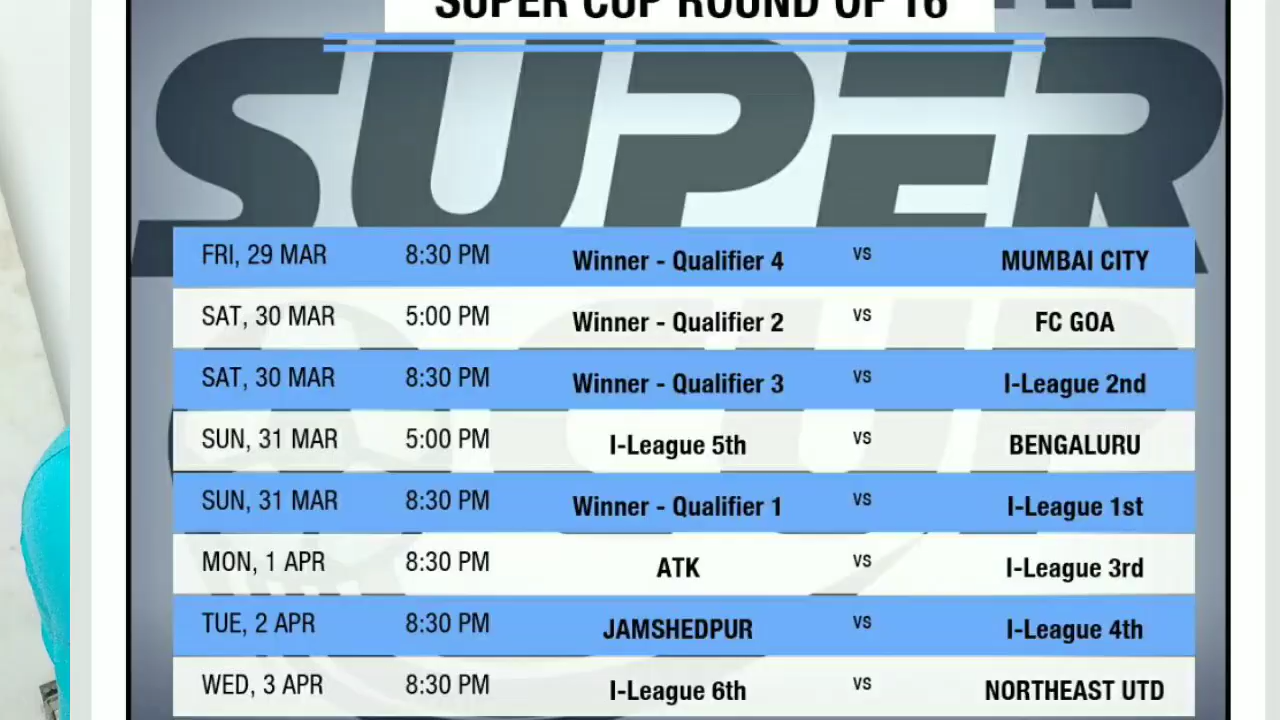 SUPER CUP ROUND OF 16
SUPER
CUP
FRI, 29 MAR 8:30 PM Winner - Qualifier 4 vs MUMBAI CITY
SAT, 30 MAR 5:00 PM Winner - Qualifier 2 vs FC GOA
SAT, 30 MAR 8:30 PM Winner - Qualifier 3 vs I-League 2nd
SUN, 31 MAR 5:00 PM I-League 5th vs BENGALURU
SUN, 31 MAR 8:30 PM Winner - Qualifier 1 vs I-League 1st
MON, 1 APR 8:30 PM ATK vs I-League 3rd
TUE, 2 APR 8:30 PM JAMSHEDPUR vs I-League 4th
WED, 3 APR 8:30 PM I-League 6th vs NORTHEAST UTD